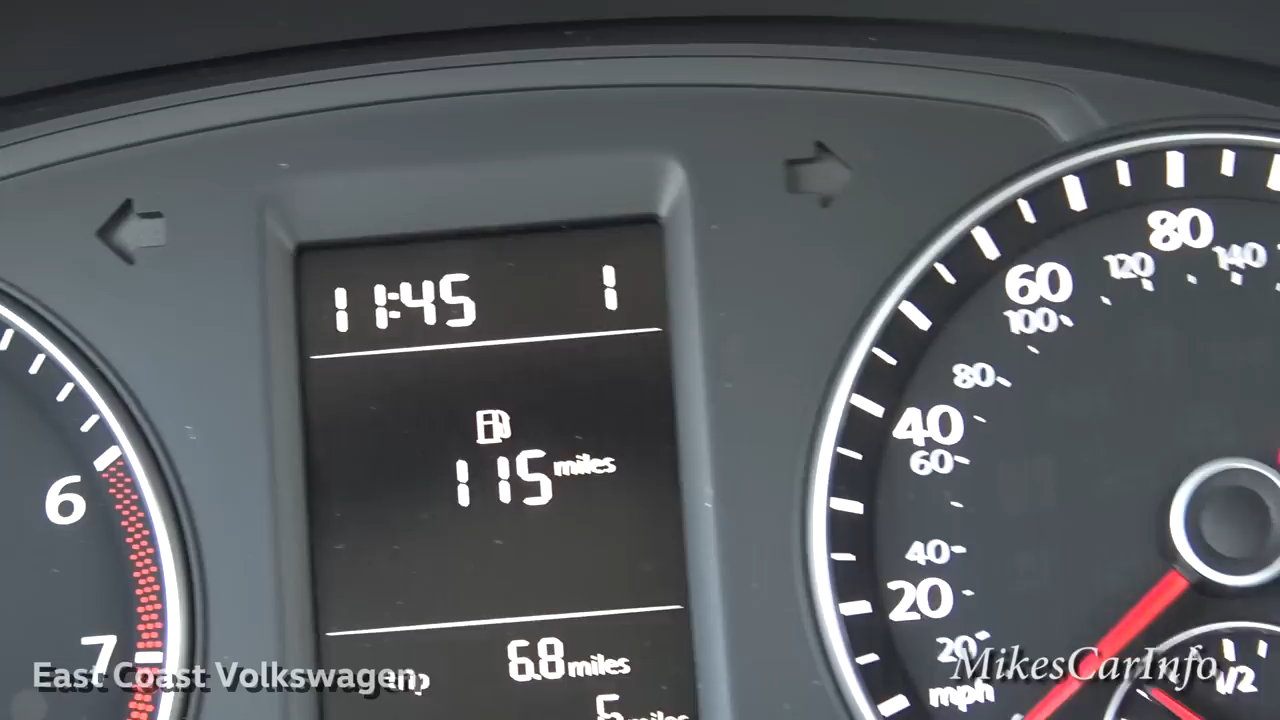 11:45 1
115 miles
6.8 miles
miles
6
7
80
60
40
20
mph
140
120
100
80
60
40
20
1/2
East Coast Volkswagen
MikesCarInfo